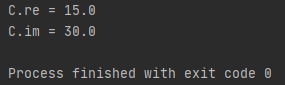 C.re = 15.0
C.im = 30.0
Process finished with exit code 0